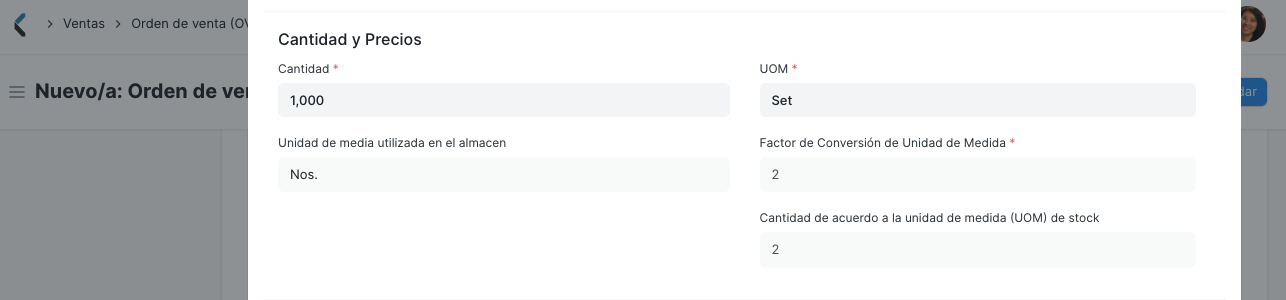 Ventas
Orden de venta (OV
Nuevo/a: Orden de ve
dar
Cantidad y Precios
Cantidad *
UOM *
1,000
Set
Unidad de media utilizada en el almacen
Factor de Conversión de Unidad de Medida *
Nos.
2
Cantidad de acuerdo a la unidad de medida (UOM) de stock
2